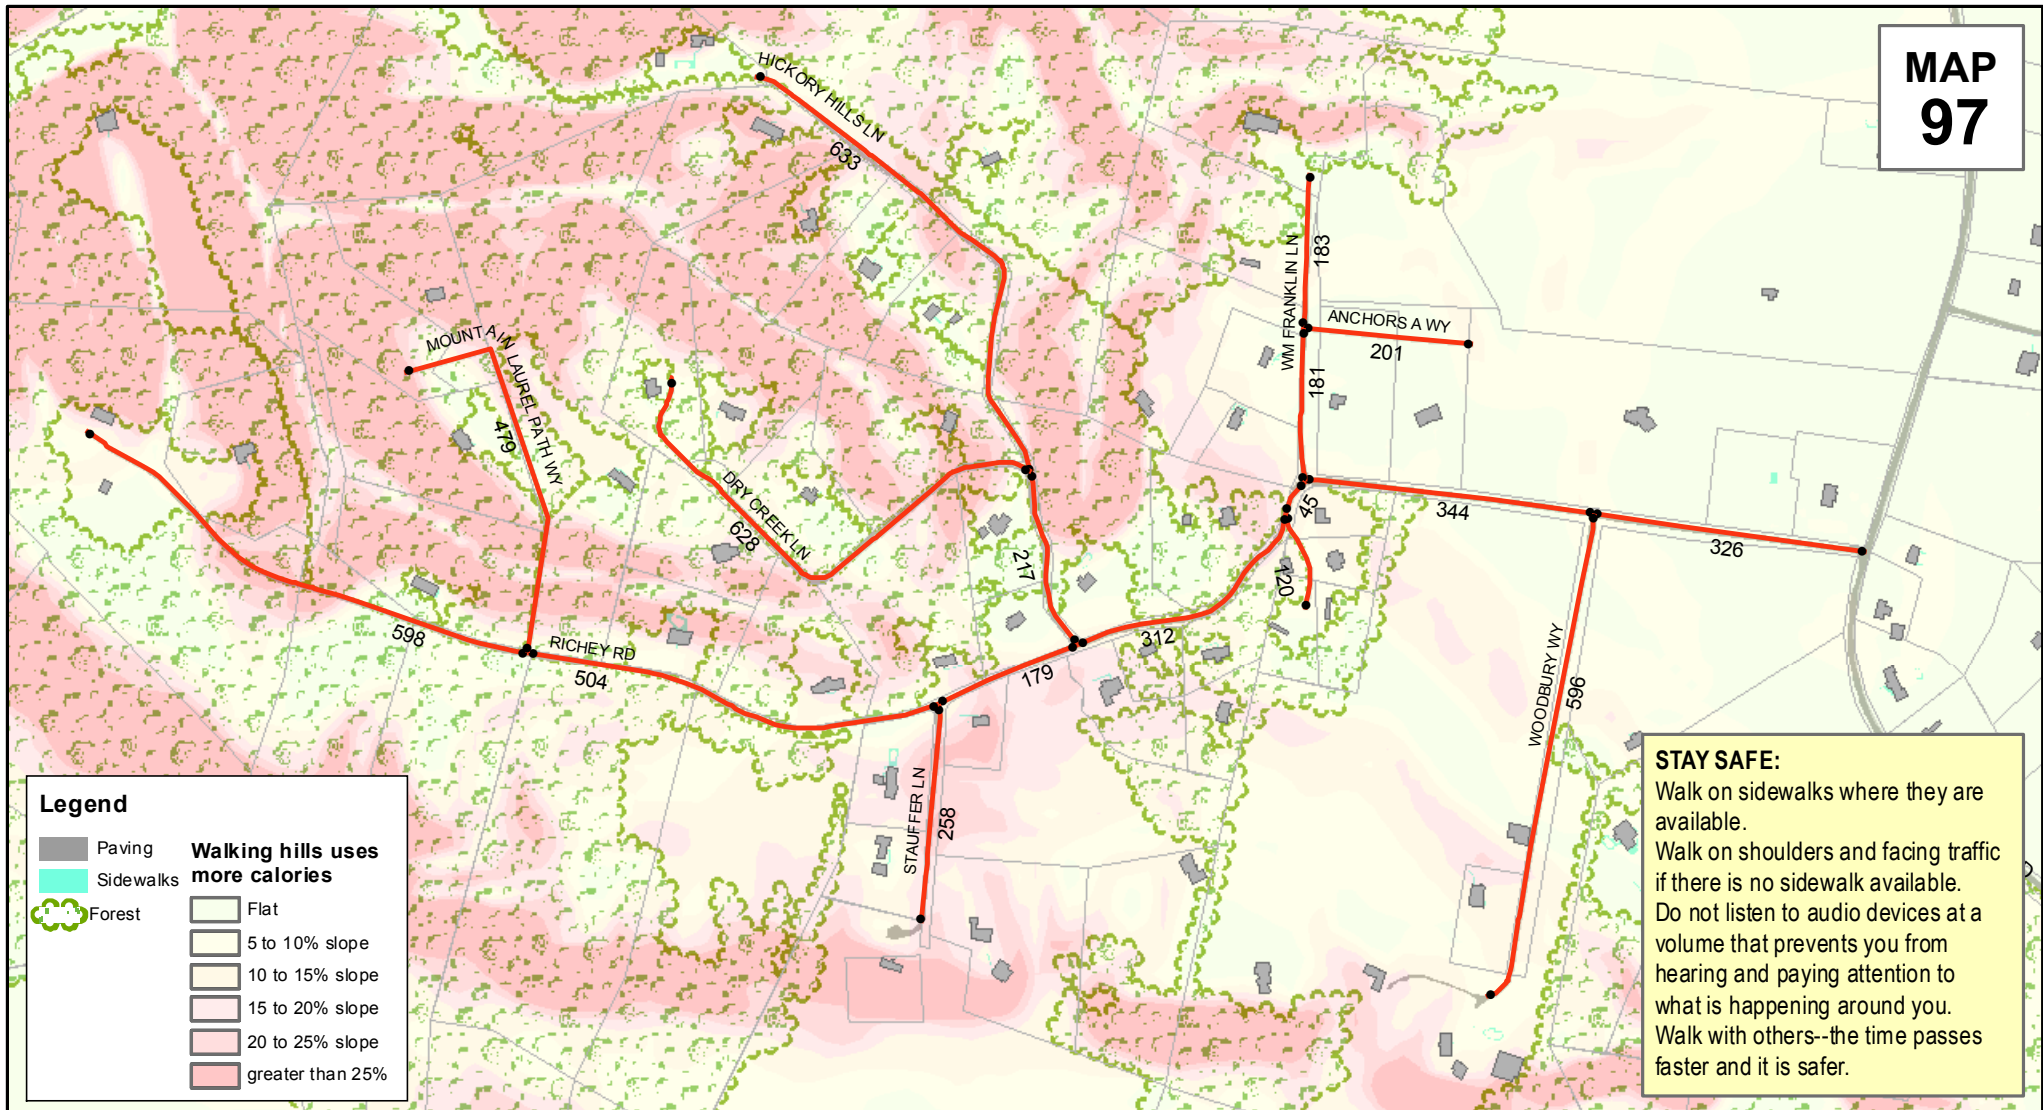 MAP
97
HICKORY HILLS LN
633
WM FRANKLIN LN
183
ANCHORS A WY
201
181
MOUNTAIN LAUREL PATH WY
479
DRY CREEK LN
628
217
45
344
326
120
312
598
RICHEY RD
504
179
WOODBURY WY
596
STAUFFER LN
258
Legend
Paving
Sidewalks
Forest
Walking hills uses
more calories
Flat
5 to 10% slope
10 to 15% slope
15 to 20% slope
20 to 25% slope
greater than 25%
STAY SAFE:
Walk on sidewalks where they are
available.
Walk on shoulders and facing traffic
if there is no sidewalk available.
Do not listen to audio devices at a
volume that prevents you from
hearing and paying attention to
what is happening around you.
Walk with others--the time passes
faster and it is safer.